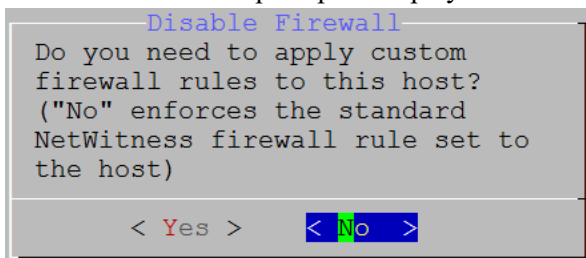 Disable Firewall
Do you need to apply custom
firewall rules to this host?
("No" enforces the standard
NetWitness firewall rule set to
the host)
< Yes > < No >